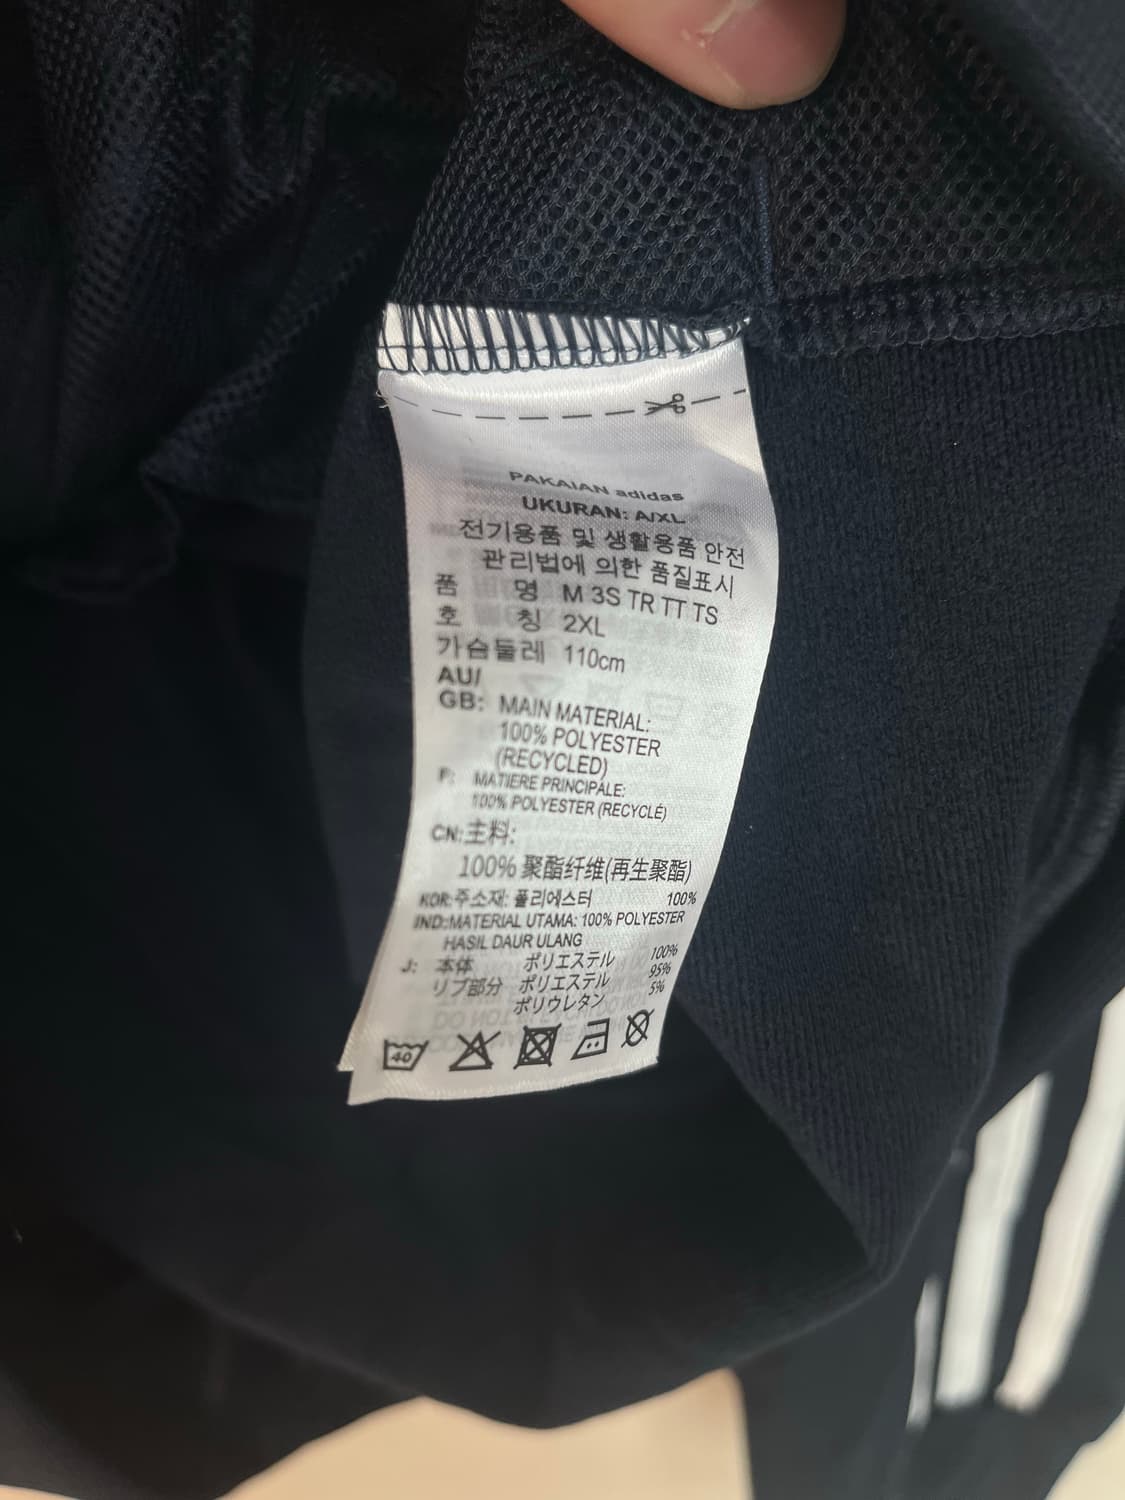 PAKAIAN adidas
UKURAN: A/XL
전기용품 및 생활용품 안전
관리법에 의한 품질표시
품 명 M 3S TR TT TS
호 칭 2XL
가슴둘레 110cm
AU/
GB: MAIN MATERIAL:
100% POLYESTER
(RECYCLED)
F: MATIERE PRINCIPALE:
100% POLYESTER (RECYCLÉ)
CN:主料:
100% 聚酯纤维(再生聚酯)
KOR:주소재: 폴리에스터 100%
IND:MATERIAL UTAMA: 100% POLYESTER
HASIL DAUR ULANG
J: 本体 ポリエステル 100%
リブ部分 ポリエステル 95%
ポリウレタン 5%
40